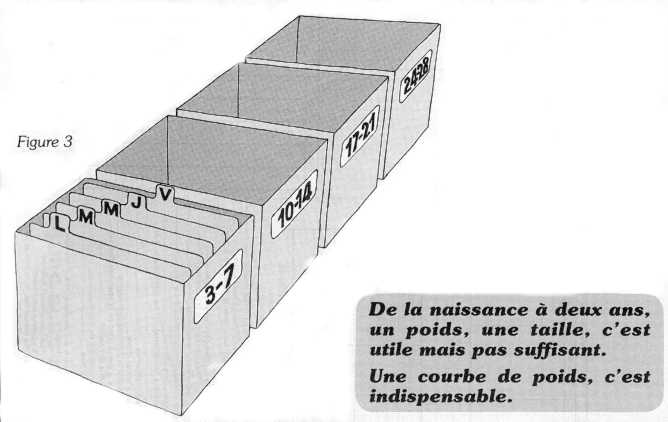 24-28
17-21
Figure 3
10-14
L M M J V
3-7
De la naissance à deux ans,
un poids, une taille, c'est
utile mais pas suffisant.
Une courbe de poids, c'est
indispensable.